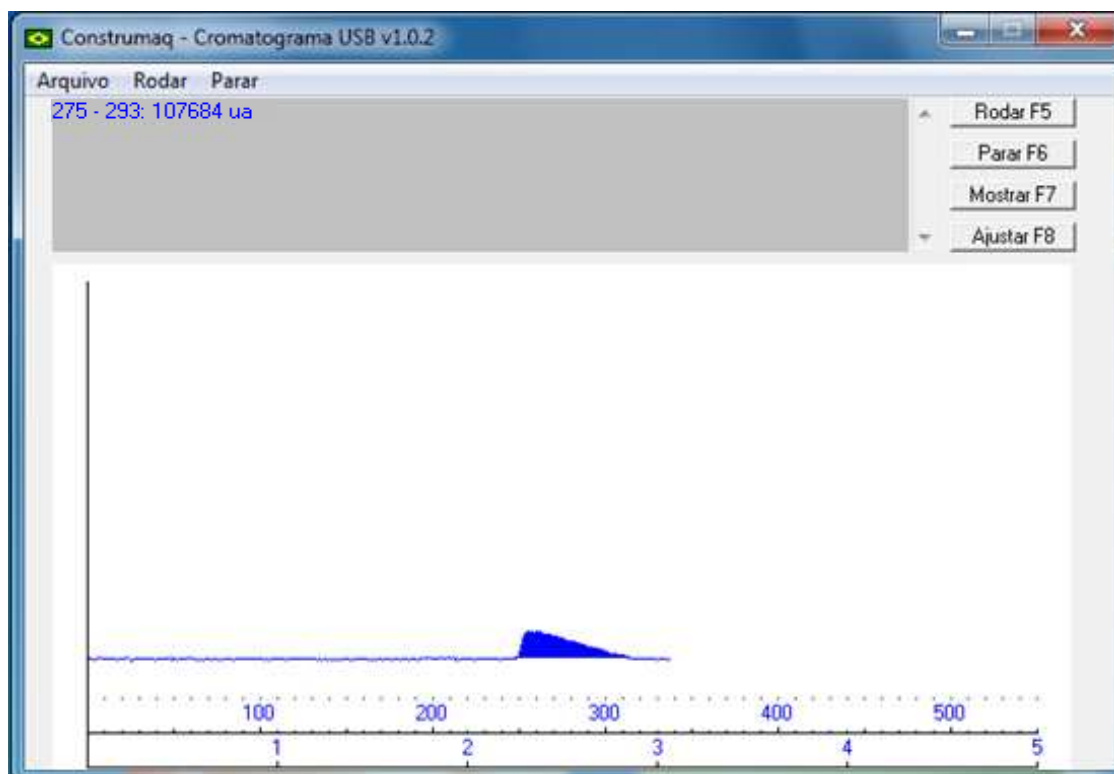 Construmaq - Cromatograma USB v1.0.2
Arquivo Rodar Parar
275 - 293: 107684 ua
Rodar F5
Parar F6
Mostrar F7
Ajustar F8
100 200 300 400 500
1 2 3 4 5